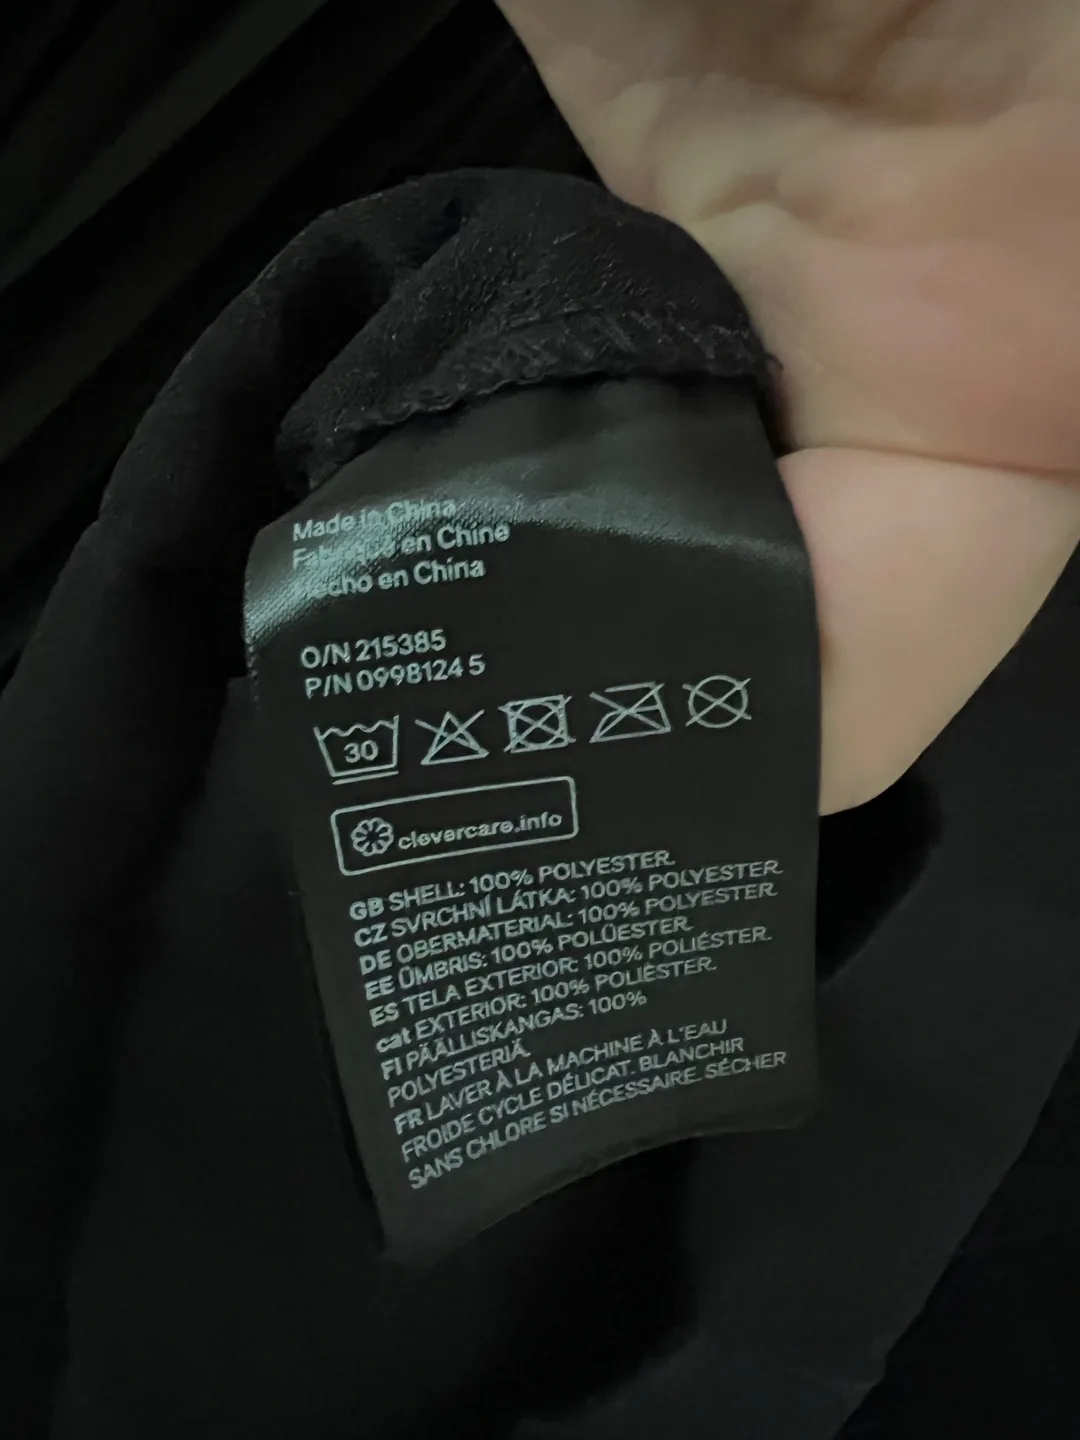 Made in China
en Chine
Hecho en China
O/N 215385
P/N 0998124 5
30
clevercare.info
GB SHELL: 100% POLYESTER.
CZ SVRCHNÍ LÁTKA: 100% POLYESTER.
DE OBERMATERIAL: 100% POLYESTER.
EE ÜMBRIS: 100% POLÜESTER.
ES TELA EXTERIOR: 100% POLIÉSTER.
cat EXTERIOR: 100% POLIÈSTER.
FI PÄÄLLISKANGAS: 100%
POLYESTERIÄ.
FR LAVER À LA MACHINE À L'EAU
FROIDE CYCLE DÉLICAT. BLANCHIR
SANS CHLORE SI NÉCESSAIRE. SÉCHER